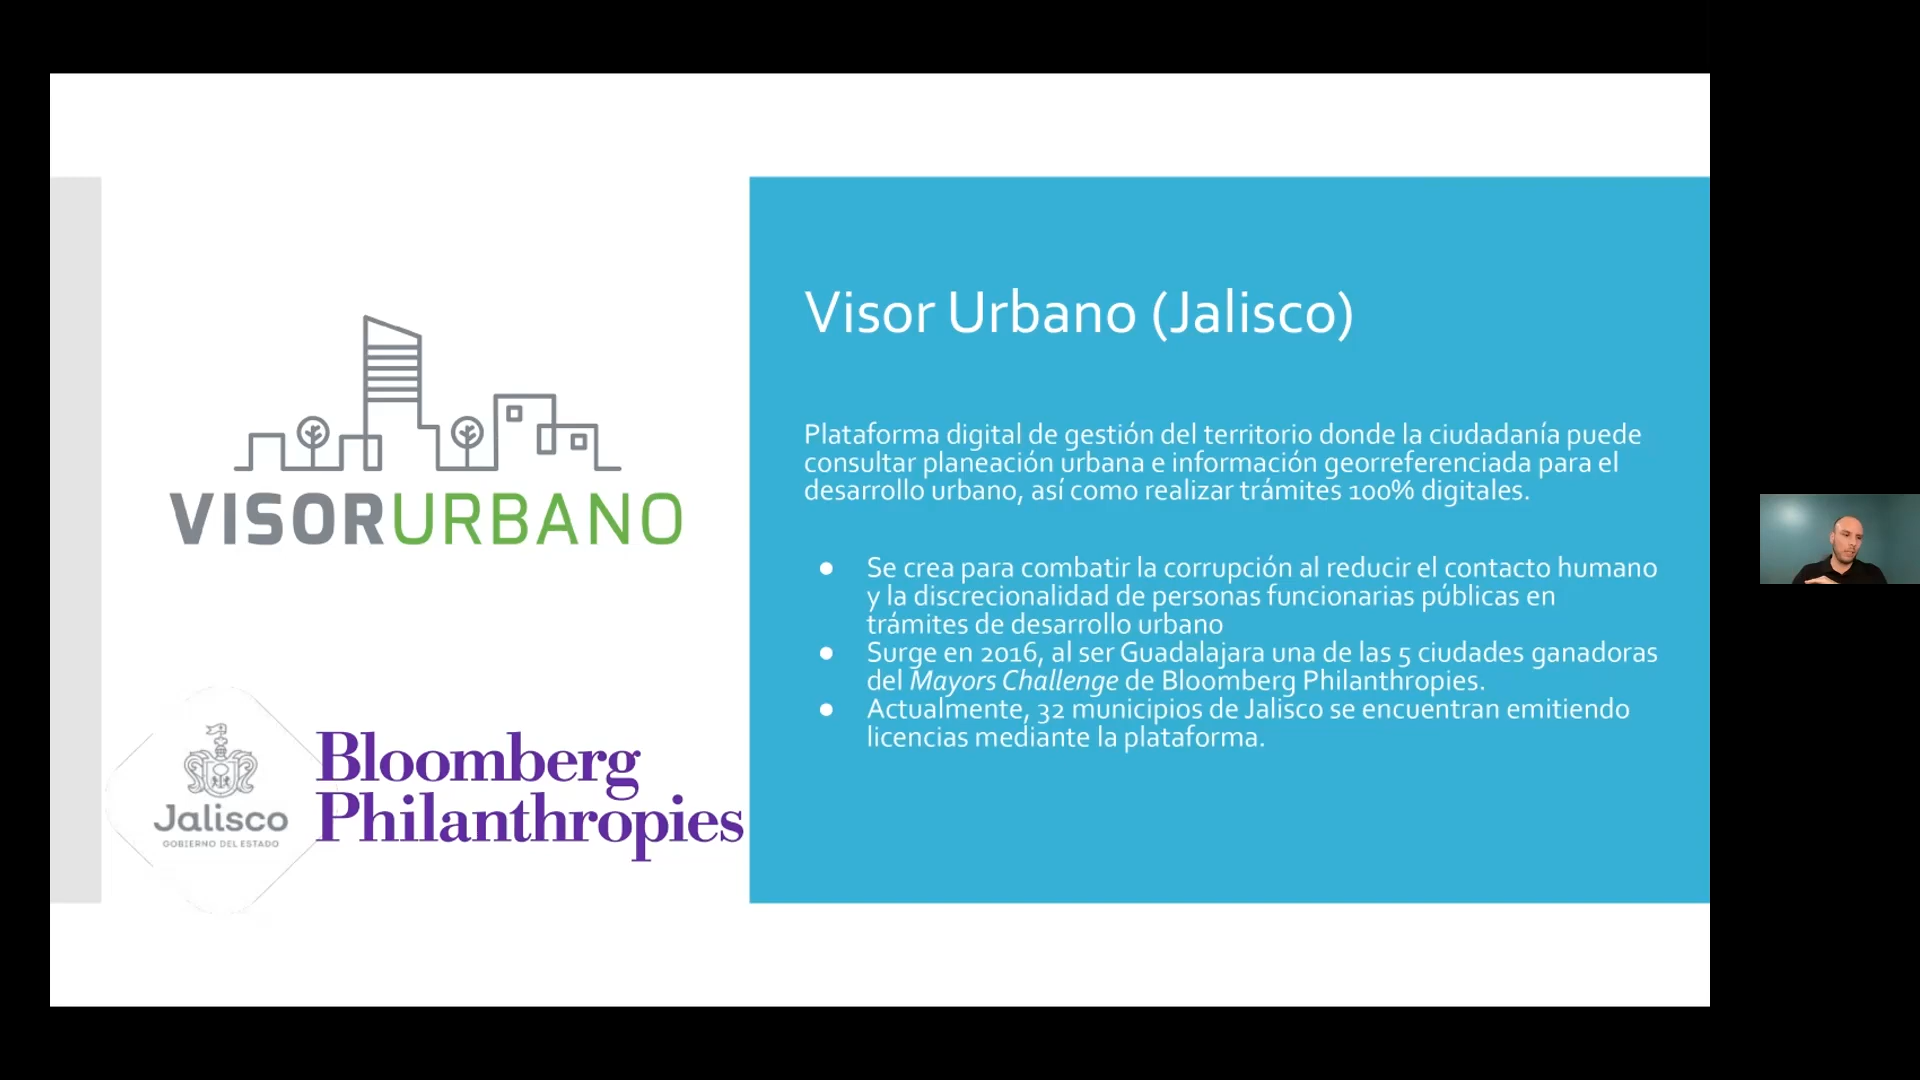 VISORURBANO
Jalisco
GOBIERNO DEL ESTADO
Bloomberg
Philanthropies
Visor Urbano (Jalisco)
Plataforma digital de gestión del territorio donde la ciudadanía puede
consultar planeación urbana e información georreferenciada para el
desarrollo urbano, así como realizar trámites 100% digitales.
● Se crea para combatir la corrupción al reducir el contacto humano
y la discrecionalidad de personas funcionarias públicas en
trámites de desarrollo urbano
● Surge en 2016, al ser Guadalajara una de las 5 ciudades ganadoras
del Mayors Challenge de Bloomberg Philanthropies.
● Actualmente, 32 municipios de Jalisco se encuentran emitiendo
licencias mediante la plataforma.